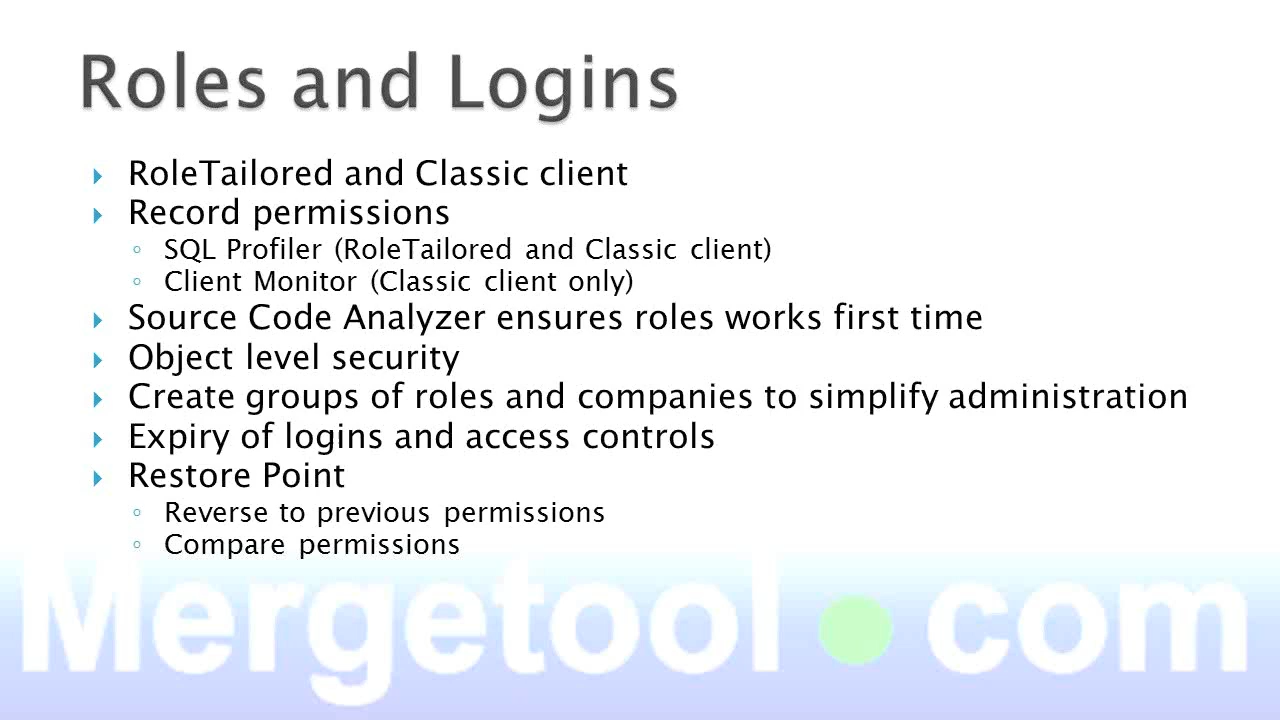 Roles and Logins
RoleTailored and Classic client
Record permissions
SQL Profiler (RoleTailored and Classic client)
Client Monitor (Classic client only)
Source Code Analyzer ensures roles works first time
Object level security
Create groups of roles and companies to simplify administration
Expiry of logins and access controls
Restore Point
Reverse to previous permissions
Compare permissions
Mergetool.com